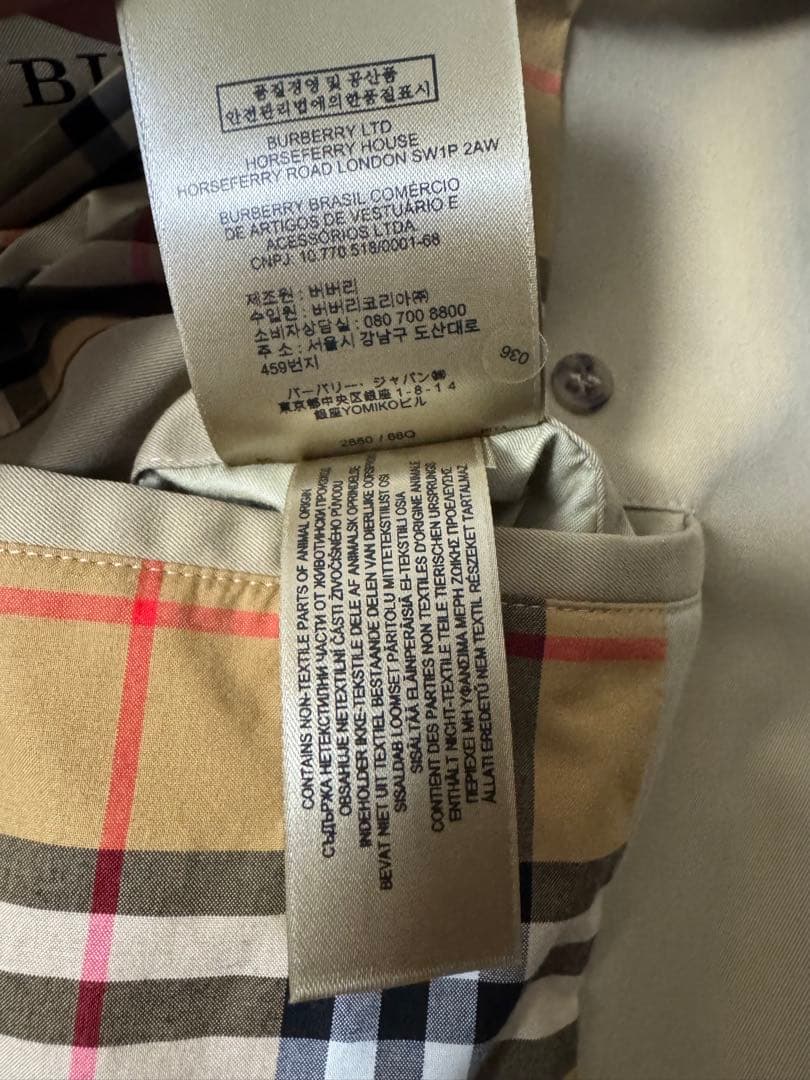 BU
품질경영 및 공산품
안전관리법에의한품질표시
BURBERRY LTD
HORSEFERRY HOUSE
HORSEFERRY ROAD LONDON SW1P 2AW
BURBERRY BRASIL COMÉRCIO
DE ARTIGOS DE VESTUÁRIO E
ACESSÓRIOS LTDA
CNPJ: 10.770.518/0001-68
제조원 : 버버리
수입원 : 버버리코리아㈜
소비자상담실 : 080 700 8800
주 소 : 서울시 강남구 도산대로
459번지
036
バーバリー・ジャパン㈱
東京都中央区銀座 1-8-14
銀座YOMIKOビル
CONTAINS NON-TEXTILE PARTS OF ANIMAL ORIGIN
СЪДЪРЖА НЕТЕКСТИЛНИ ЧАСТИ ОТ ЖИВОТИНСКИ
OBSAHUJE NETEXTILNÍ ČÁSTI ŽIVOČIŠNÉHO PŮVODU
INDEHOLDER IKKE-TEKSTILE DELE AF ANIMALSK OPRINDELSE
BEVAT NIET UIT TEXTIEL BESTAANDE DELEN VAN DIERLIJKE
SISALDAB LOOMSET PÄRITOLU MITTETEKSTIILIST OSI
SISÄLTÄÄ ELÄINPERÄISIÄ EI-TEKSTIILI OSIA
CONTIENT DES PARTIES NON TEXTILES D'ORIGINE ANIMALE
ENTHÄLT NICHT-TEXTILE TEILE TIERISCHEN URSPRUNGS
ΠΕΡΙΕΧΕΙ ΜΗ ΥΦΑΝΣΙΜΑ ΜΕΡΗ ΖΩΙΚΗΣ ΠΡΟΕΛΕΥΣΗΣ
ÁLLATI EREDETŰ NEM TEXTIL RÉSZEKET TARTALMAZ